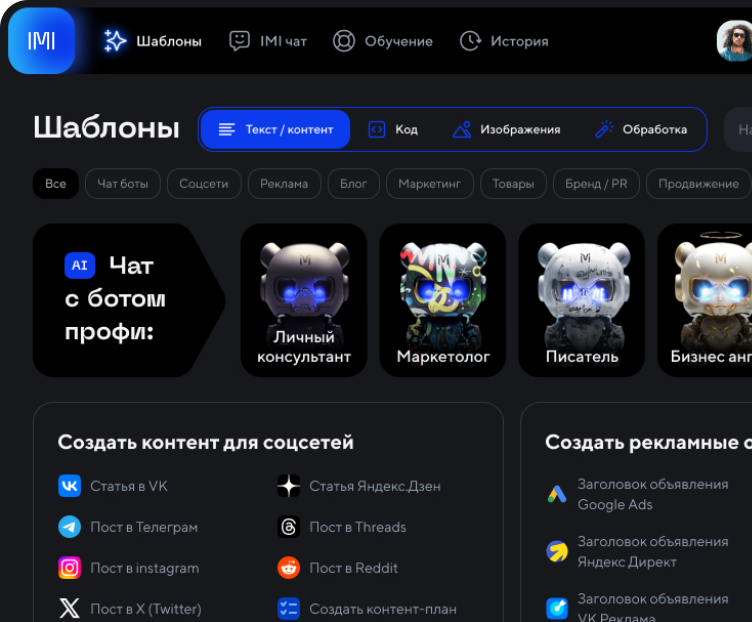 IMI
Шаблоны
IMI чат
Обучение
История
Шаблоны
Текст / контент
Код
Изображения
Обработка
На
Все
Чат боты
Соцсети
Реклама
Блог
Маркетинг
Товары
Бренд / PR
Продвижение
AI Чат
с ботом
профи:
Личный
консультант
Маркетолог
Писатель
Бизнес анг
Создать контент для соцсетей
Статья в VK
Статья Яндекс.Дзен
Пост в Телеграм
Пост в Threads
Пост в instagram
Пост в Reddit
Пост в X (Twitter)
Создать контент-план
Создать рекламные о
Заголовок объявления
Google Ads
Заголовок объявления
Яндекс Директ
Заголовок объявления
VK Реклама